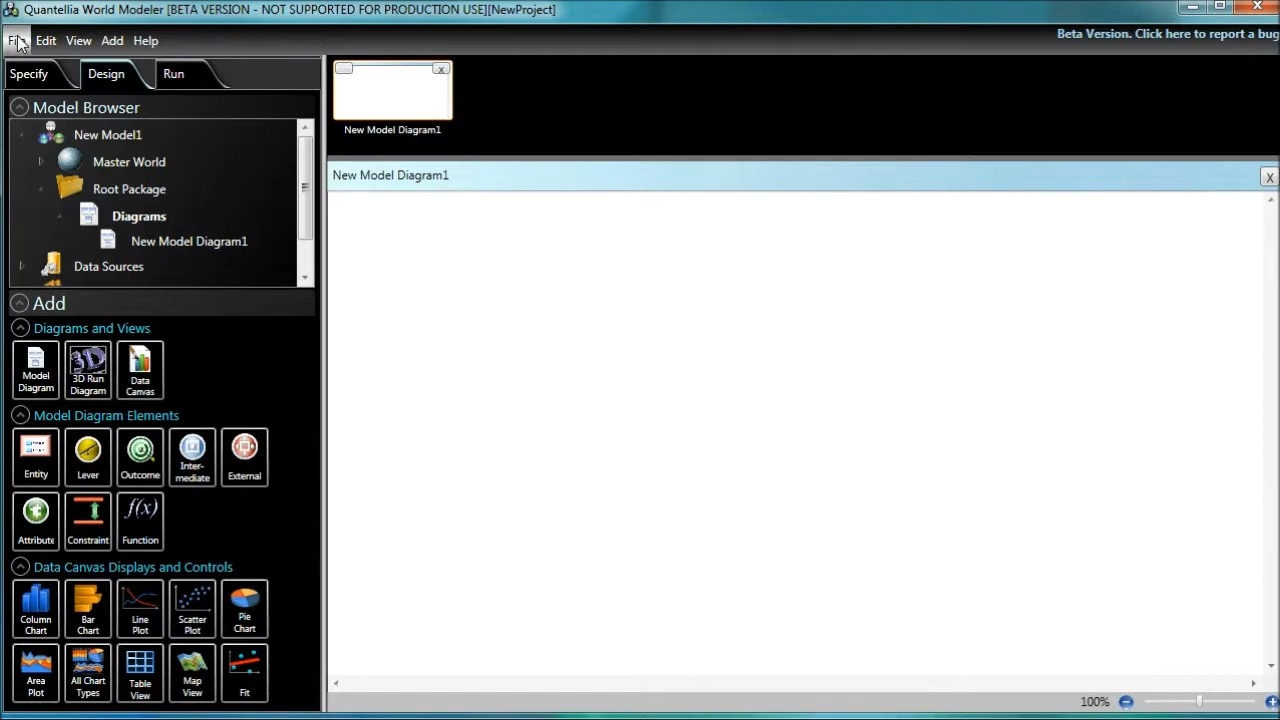 Quantellia World Modeler [BETA VERSION - NOT SUPPORTED FOR PRODUCTION USE][NewProject]
Edit View Add Help
Beta Version. Click here to report a bug
Specify Design Run
Model Browser
New Model1
Master World
Root Package
Diagrams
New Model Diagram1
Data Sources
New Model Diagram1
New Model Diagram1
Add
Diagrams and Views
Model Diagram
3D Run Diagram
Data Canvas
Model Diagram Elements
Entity
Lever
Outcome
Inter-mediate
External
Attribute
Constraint
f(x) Function
Data Canvas Displays and Controls
Column Chart
Bar Chart
Line Plot
Scatter Plot
Pie Chart
Area Plot
All Chart Types
Table View
Map View
Fit
100%